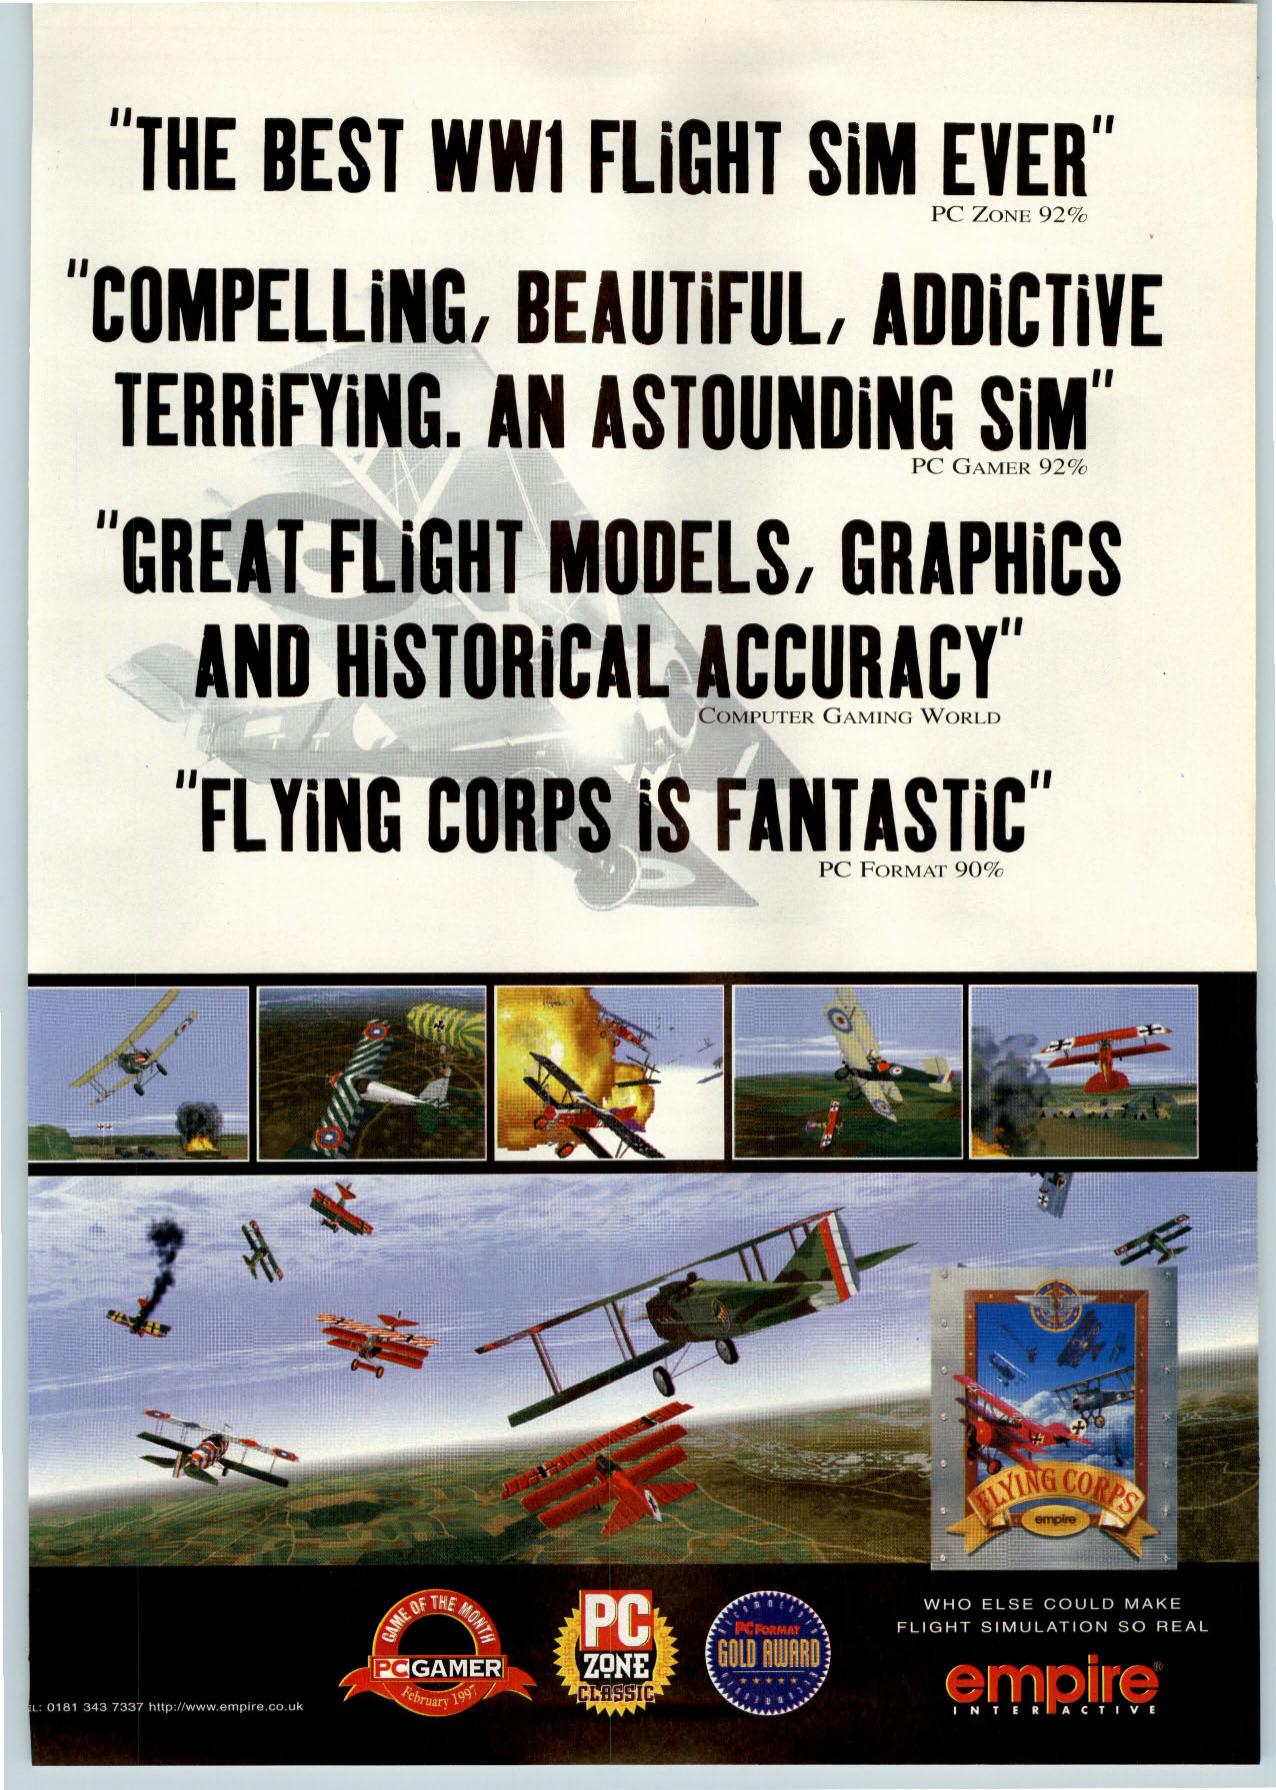 "THE BEST WW1 FLiGHT SiM EVER"
PC ZONE 92%
"COMPELLiNG, BEAUTiFUL, ADDiCTiVE
TERRiFYiNG. AN ASTOUNDiNG SiM"
PC GAMER 92%
"GREAT FLiGHT MODELS, GRAPHiCS
AND HiSTORiCAL ACCURACY"
COMPUTER GAMING WORLD
"FLYiNG CORPS iS FANTASTiC"
PC FORMAT 90%
FLYING CORPS
empire
GAME OF THE MONTH
PC GAMER
February 1997
PC
ZONE
CLASSIC
PC FORMAT
GOLD AWARD
WHO ELSE COULD MAKE
FLIGHT SIMULATION SO REAL
empire®
INTERACTIVE
EL: 0181 343 7337 http://www.empire.co.uk